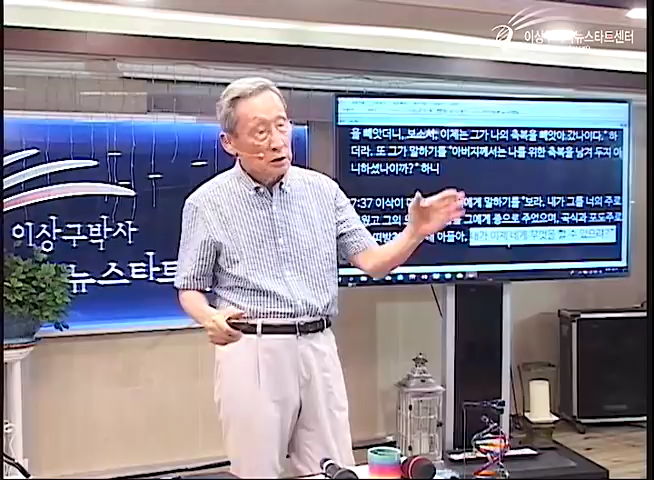 이상구박사뉴스타트센터
을 빼앗더니, 보소서, 이제는 그가 나의 축복을 빼앗아 갔나이다." 하
더라. 또 그가 말하기를 "아버지께서는 나를 위한 축복을 남겨 두지 아
니하셨나이까?" 하니
7:37 이삭이 에게 말하기를 "보라, 내가 그를 너의 주로
그에게 종으로 주었으며, 곡식과 포도주로
내 아들아, 내가 이제 네게 무엇을 할 수 있으랴?"
이상구박사
뉴스타트